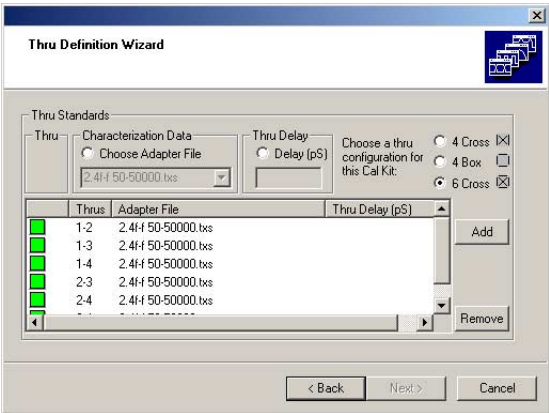 Thru Definition Wizard
Thru Standards
Thru
Characterization Data
Choose Adapter File
2.4f-f 50-50000.txs
Thru Delay
Delay (pS)
Choose a thru
configuration for
this Cal Kit:
4 Cross
4 Box
6 Cross
Thrus Adapter File Thru Delay (pS)
1-2 2.4f-f 50-50000.txs
1-3 2.4f-f 50-50000.txs
1-4 2.4f-f 50-50000.txs
2-3 2.4f-f 50-50000.txs
2-4 2.4f-f 50-50000.txs
Add
Remove
< Back Next > Cancel